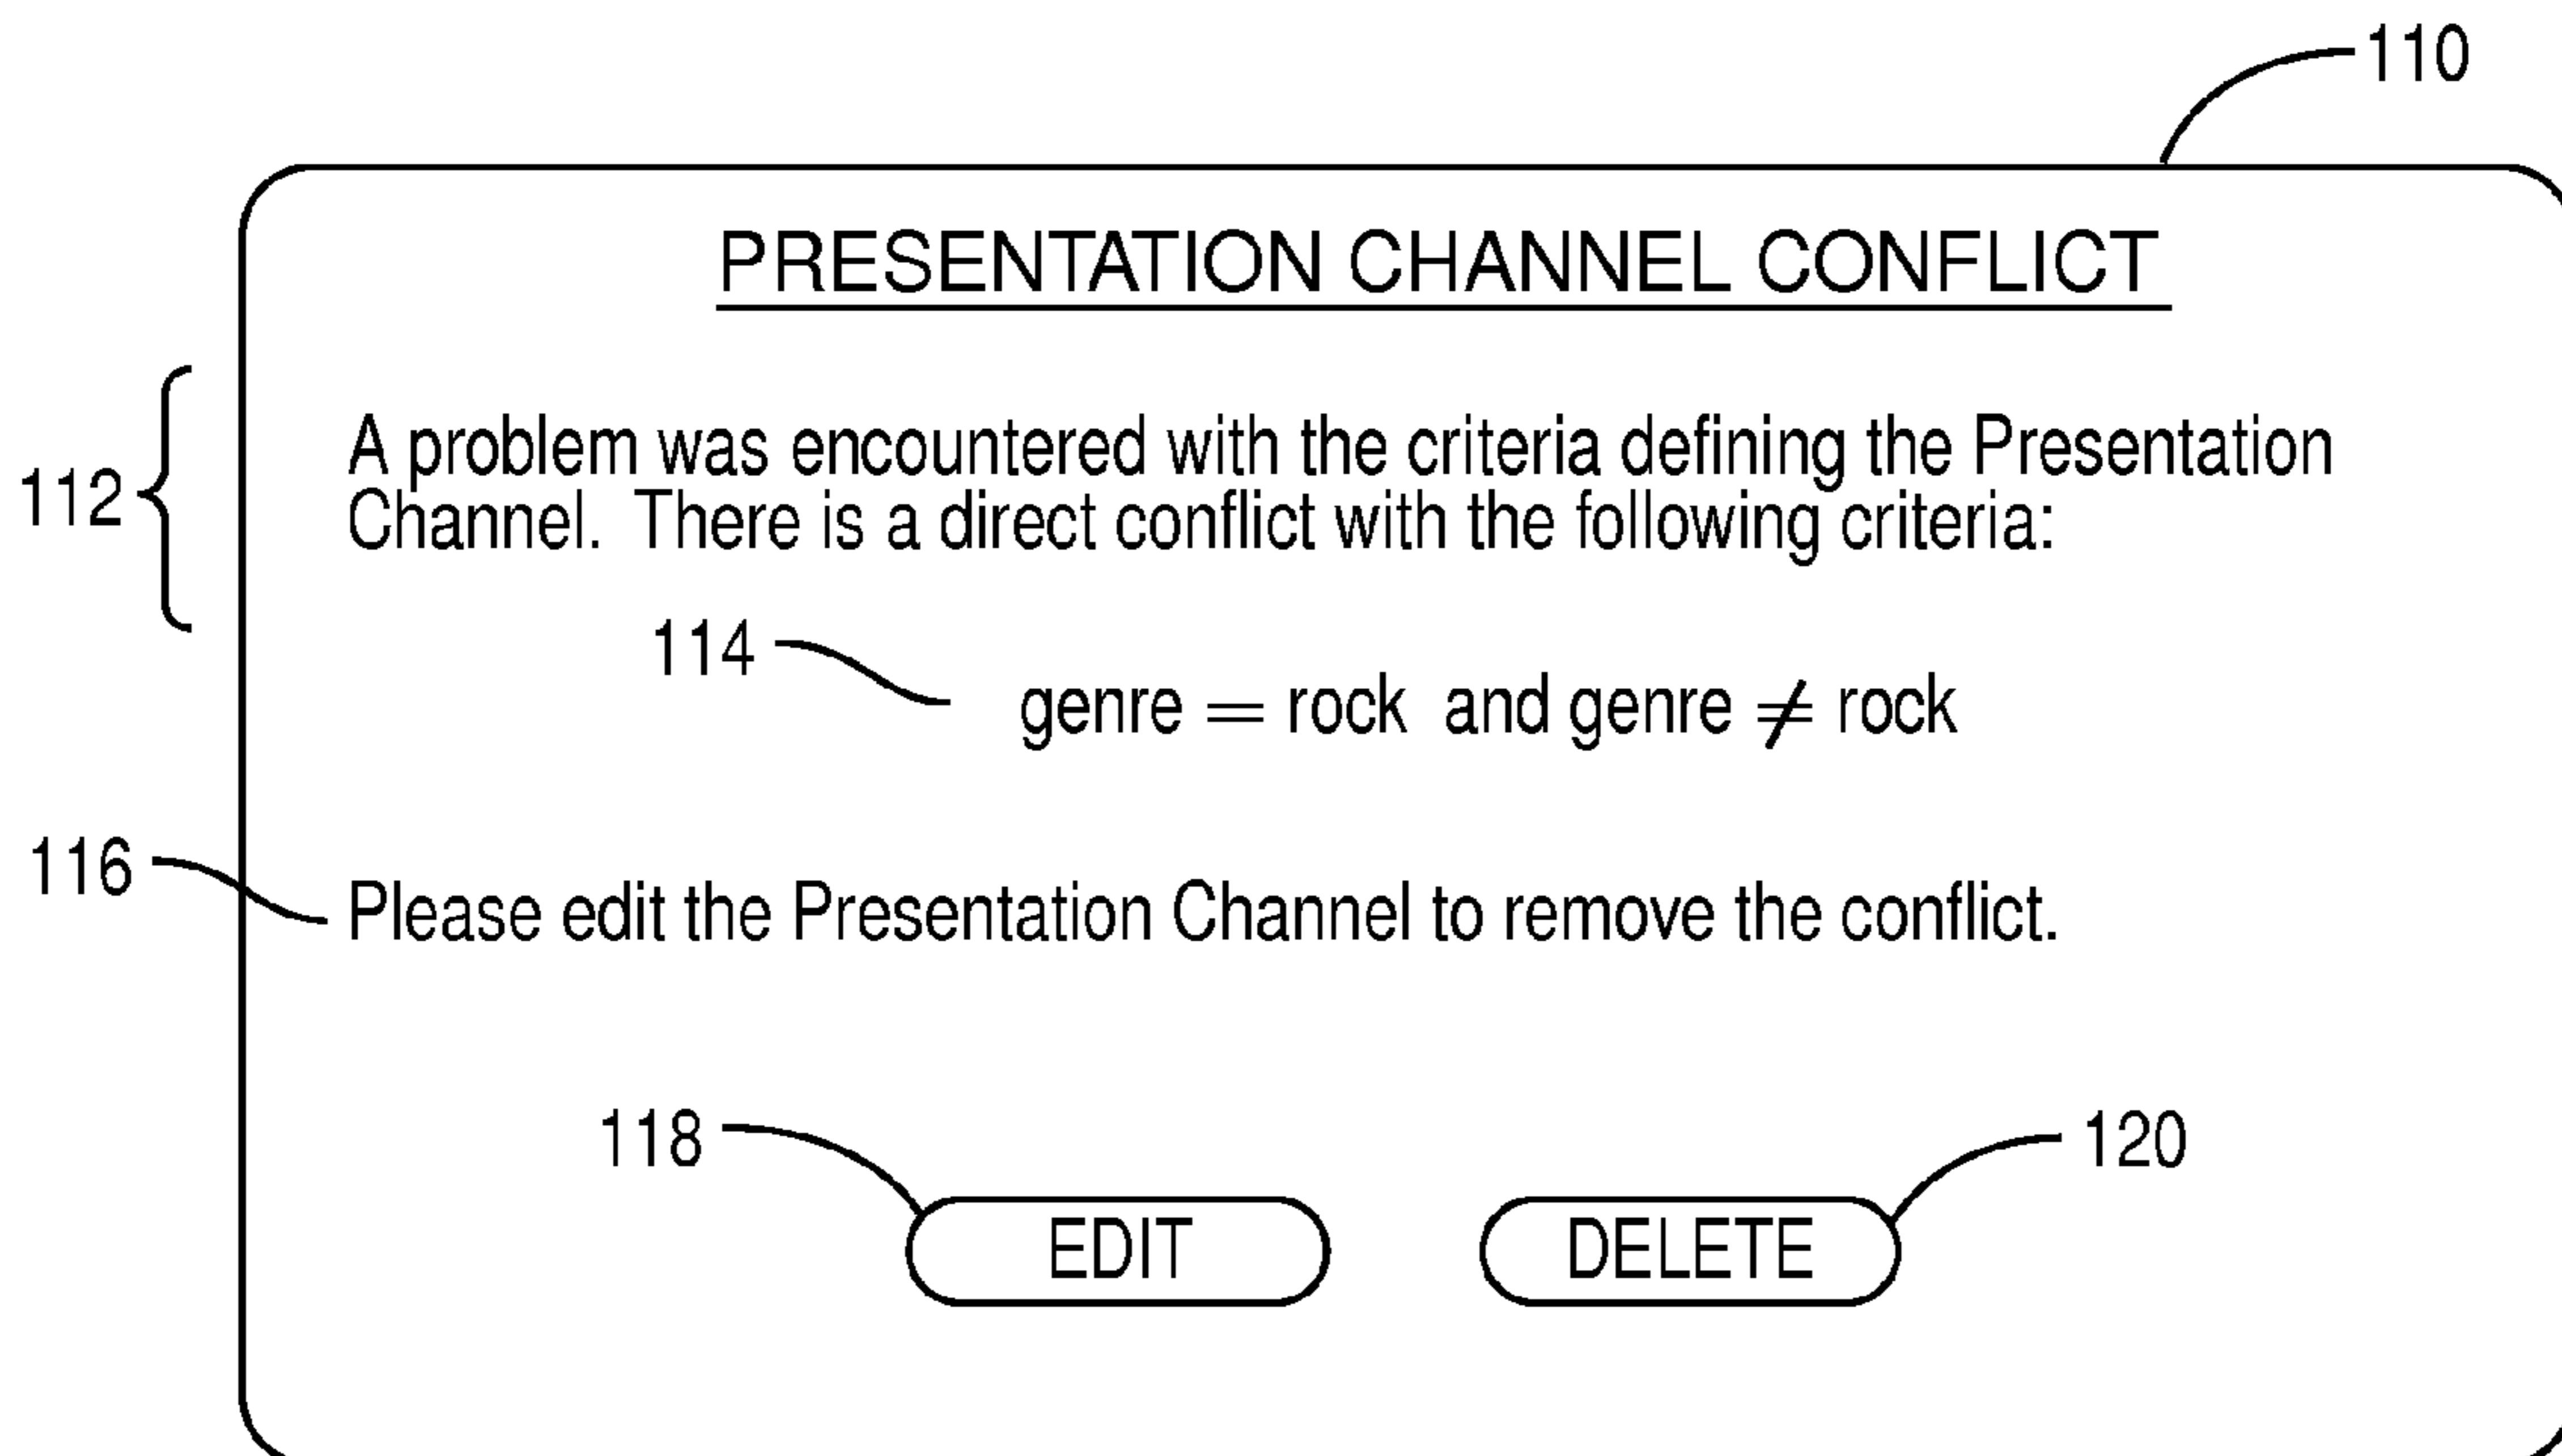 110
PRESENTATION CHANNEL CONFLICT
112
A problem was encountered with the criteria defining the Presentation
Channel. There is a direct conflict with the following criteria:
114
genre = rock and genre ≠ rock
116
Please edit the Presentation Channel to remove the conflict.
118
120
EDIT
DELETE